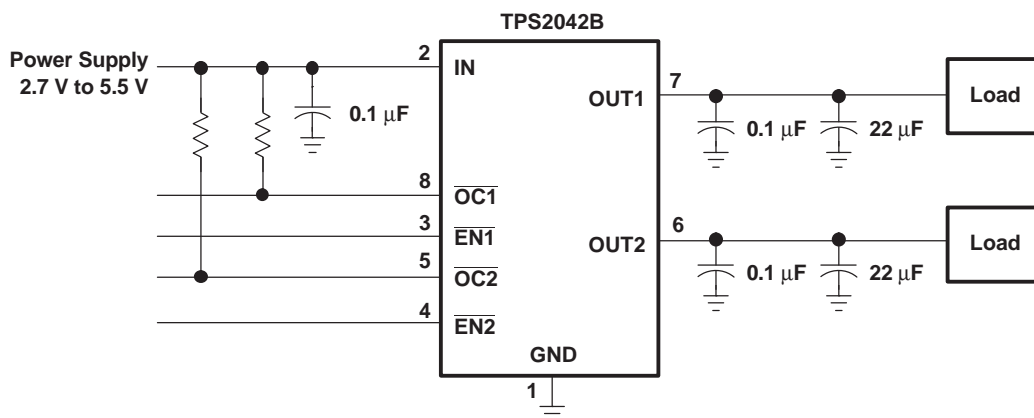 TPS2042B
Power Supply
2.7 V to 5.5 V
2
IN
0.1 μF
7
OUT1
0.1 μF
22 μF
Load
8
OC1
3
EN1
5
OC2
4
EN2
6
OUT2
0.1 μF
22 μF
Load
GND
1